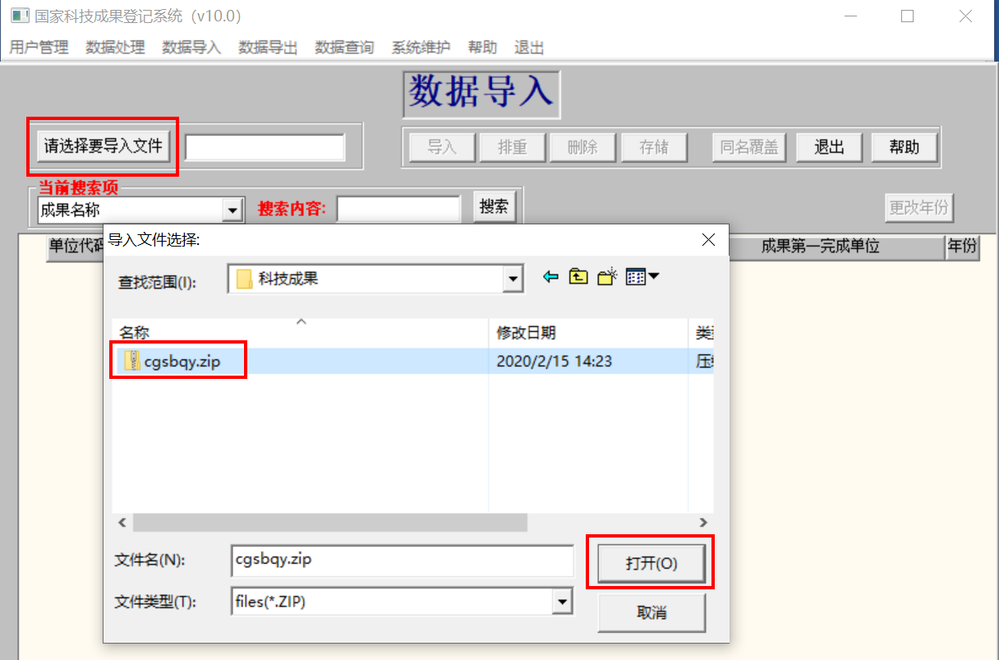 国家科技成果登记系统（v10.0）
用户管理 数据处理 数据导入 数据导出 数据查询 系统维护 帮助 退出
数据导入
请选择要导入文件 导入 排重 删除 存储 同名覆盖 退出 帮助
当前搜索项
成果名称 搜索内容: 搜索 更改年份
单位代码 成果第一完成单位 年份
导入文件选择:
查找范围(I): 科技成果
名称 修改日期 类型
cgsbqy.zip 2020/2/15 14:23 压缩
文件名(N): cgsbqy.zip 打开(O)
文件类型(T): files(*.ZIP) 取消